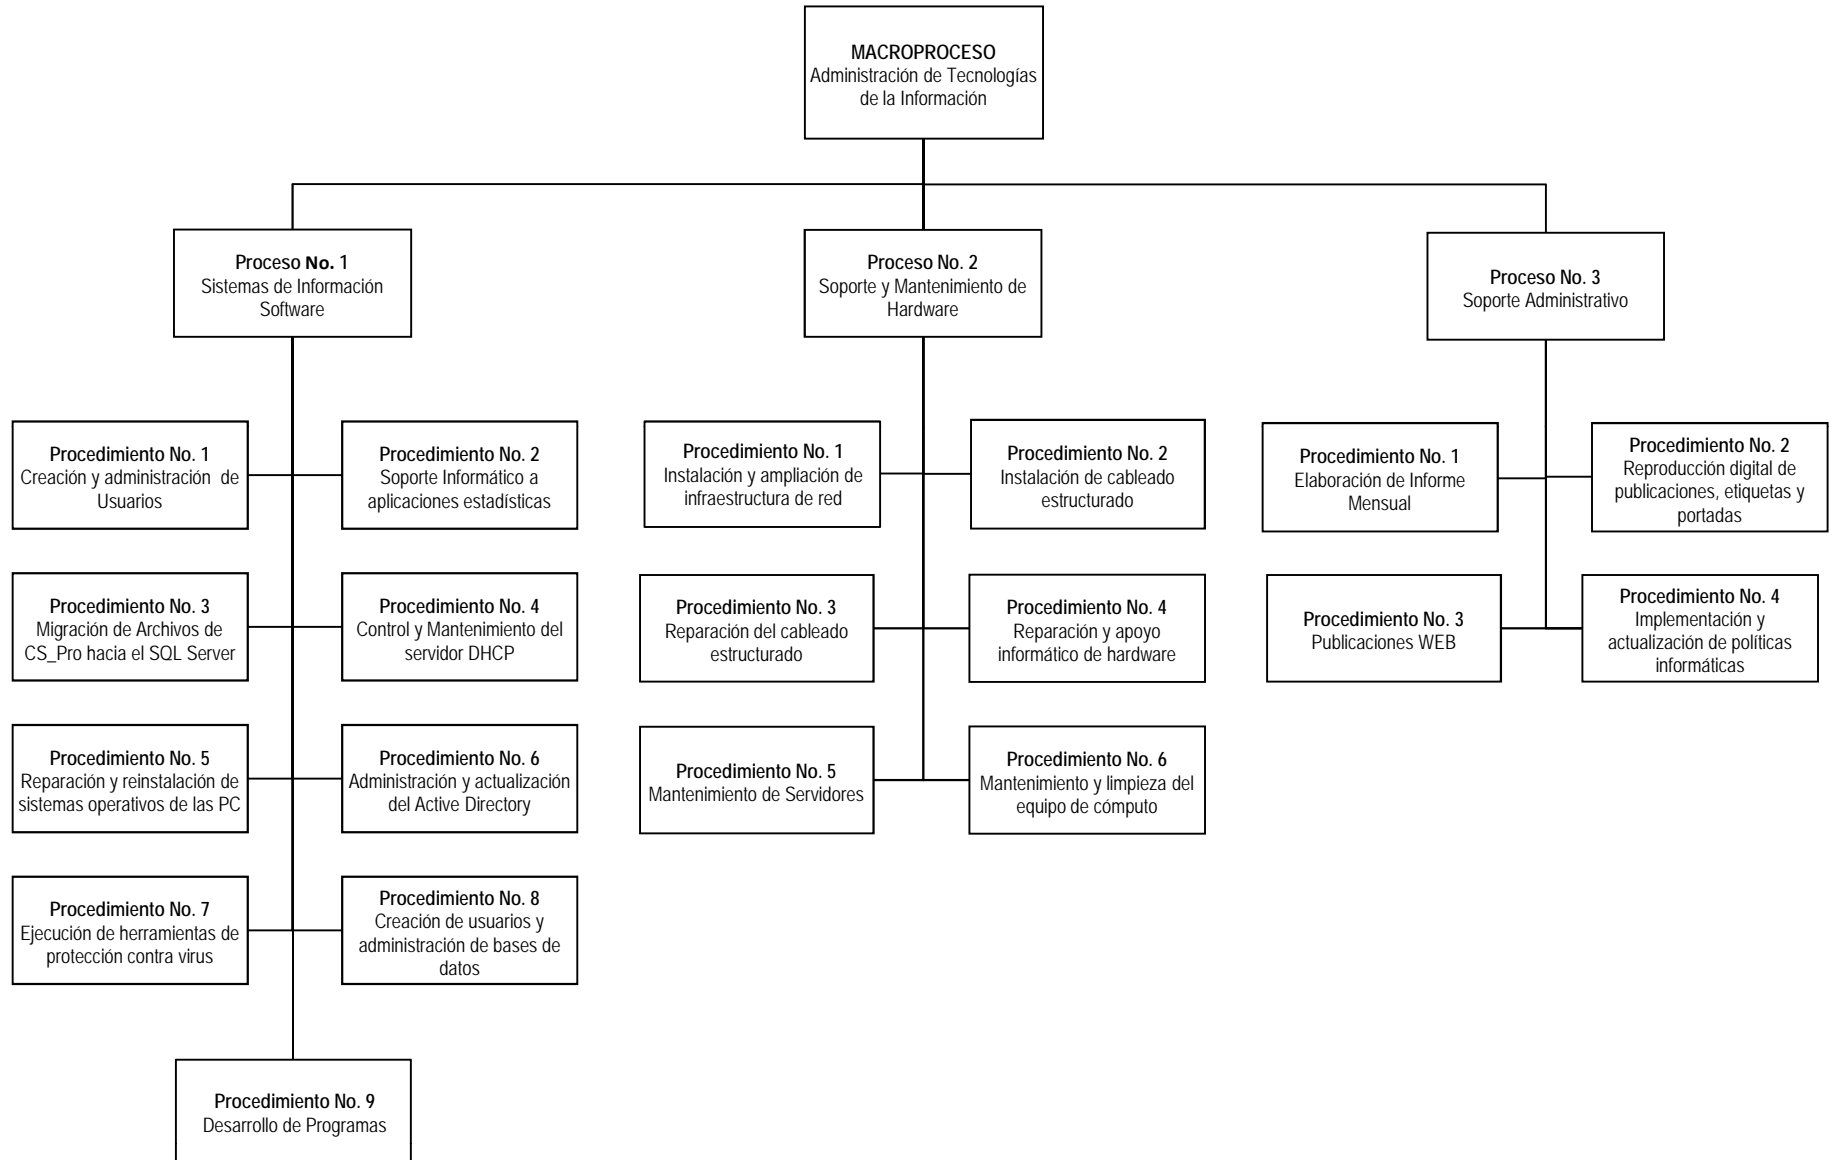 MACROPROCESO
Administración de Tecnologías
de la Información
Proceso No. 1
Sistemas de Información
Software
Proceso No. 2
Soporte y Mantenimiento de
Hardware
Proceso No. 3
Soporte Administrativo
Procedimiento No. 1
Creación y administración de
Usuarios
Procedimiento No. 2
Soporte Informático a
aplicaciones estadísticas
Procedimiento No. 3
Migración de Archivos de
CS_Pro hacia el SQL Server
Procedimiento No. 4
Control y Mantenimiento del
servidor DHCP
Procedimiento No. 5
Reparación y reinstalación de
sistemas operativos de las PC
Procedimiento No. 6
Administración y actualización
del Active Directory
Procedimiento No. 7
Ejecución de herramientas de
protección contra virus
Procedimiento No. 8
Creación de usuarios y
administración de bases de
datos
Procedimiento No. 9
Desarrollo de Programas
Procedimiento No. 1
Instalación y ampliación de
infraestructura de red
Procedimiento No. 2
Instalación de cableado
estructurado
Procedimiento No. 3
Reparación del cableado
estructurado
Procedimiento No. 4
Reparación y apoyo
informático de hardware
Procedimiento No. 5
Mantenimiento de Servidores
Procedimiento No. 6
Mantenimiento y limpieza del
equipo de cómputo
Procedimiento No. 1
Elaboración de Informe
Mensual
Procedimiento No. 2
Reproducción digital de
publicaciones, etiquetas y
portadas
Procedimiento No. 3
Publicaciones WEB
Procedimiento No. 4
Implementación y
actualización de políticas
informáticas